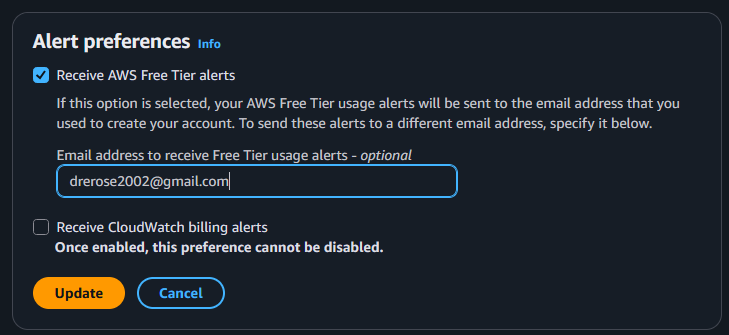 Alert preferences Info
Receive AWS Free Tier alerts
If this option is selected, your AWS Free Tier usage alerts will be sent to the email address that you
used to create your account. To send these alerts to a different email address, specify it below.
Email address to receive Free Tier usage alerts - optional
drerose2002@gmail.com
Receive CloudWatch billing alerts
Once enabled, this preference cannot be disabled.
Update Cancel